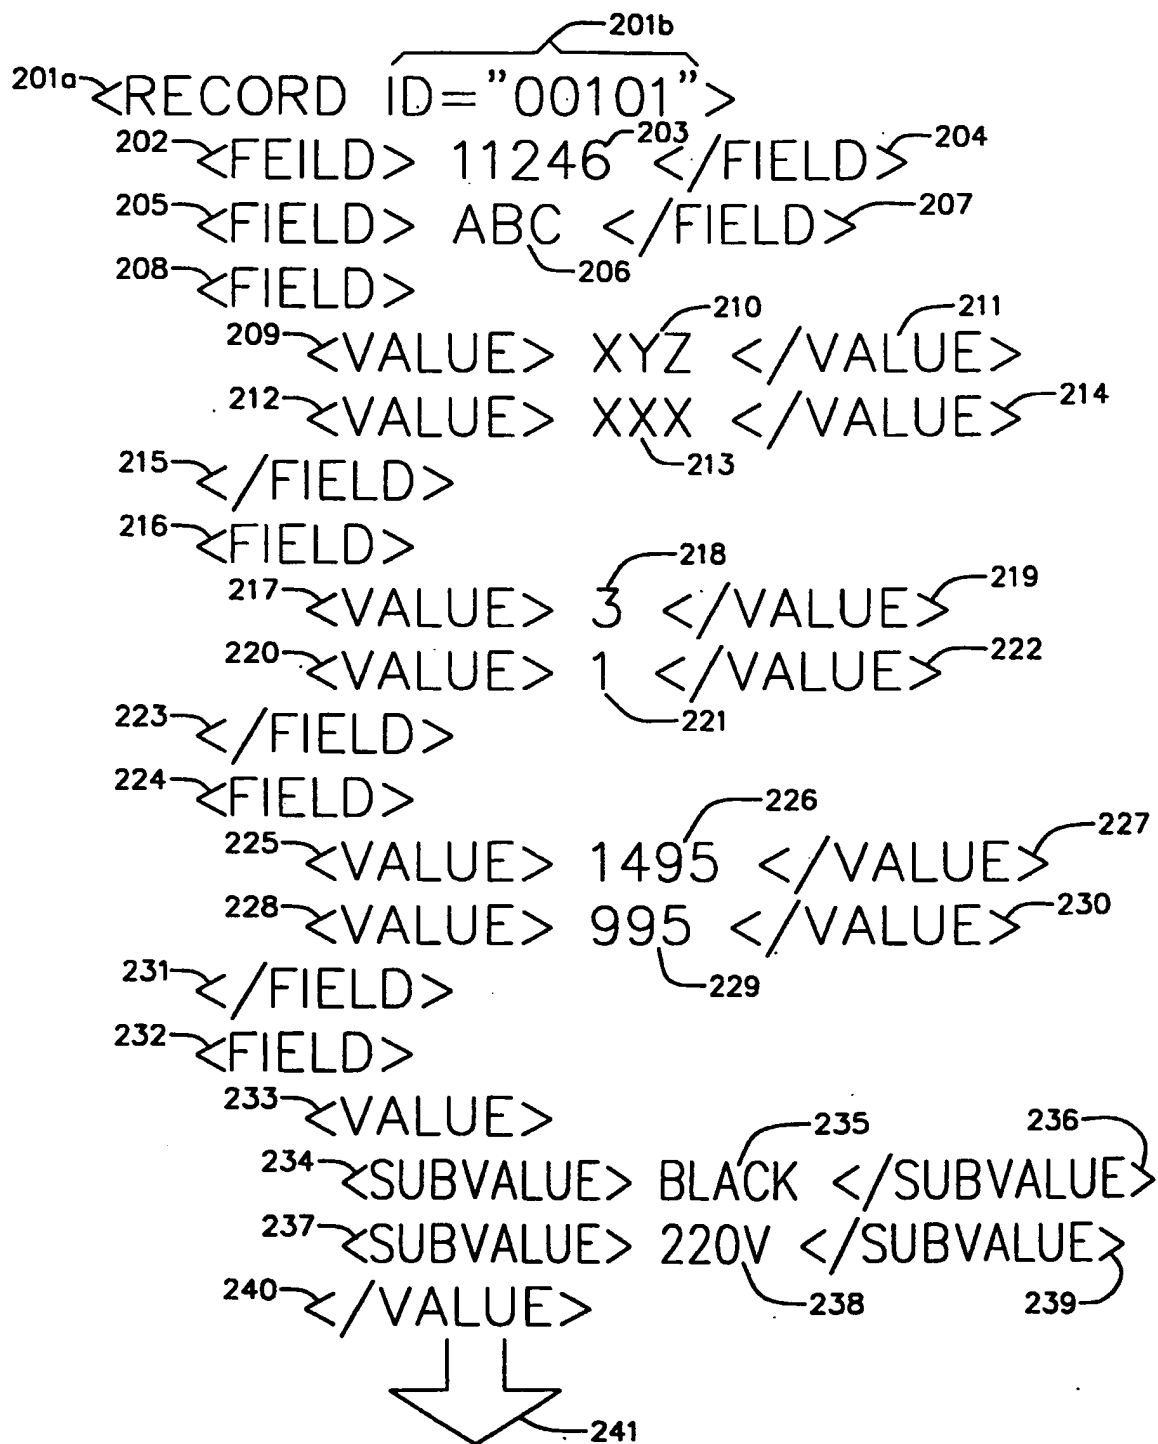 201b
201a <RECORD ID="00101">
202 <FEILD> 11246 203 </FIELD> 204
205 <FIELD> ABC </FIELD> 207
206
208 <FIELD>
210 211
209 <VALUE> XYZ </VALUE>
212 <VALUE> XXX </VALUE> 214
213
215 </FIELD>
216 <FIELD>
218
217 <VALUE> 3 </VALUE> 219
220 <VALUE> 1 </VALUE> 222
221
223 </FIELD>
224 <FIELD>
226
225 <VALUE> 1495 </VALUE> 227
228 <VALUE> 995 </VALUE> 230
229
231 </FIELD>
232 <FIELD>
233 <VALUE>
235 236
234 <SUBVALUE> BLACK </SUBVALUE>
237 <SUBVALUE> 220V </SUBVALUE>
238 239
240 </VALUE>
241